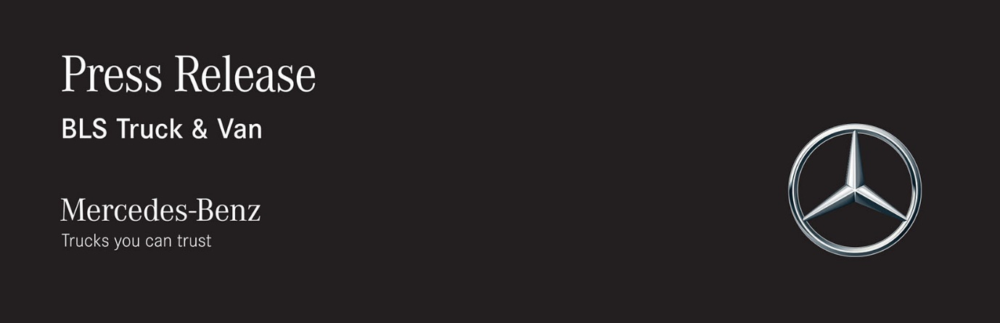 Press Release
BLS Truck & Van
Mercedes-Benz
Trucks you can trust